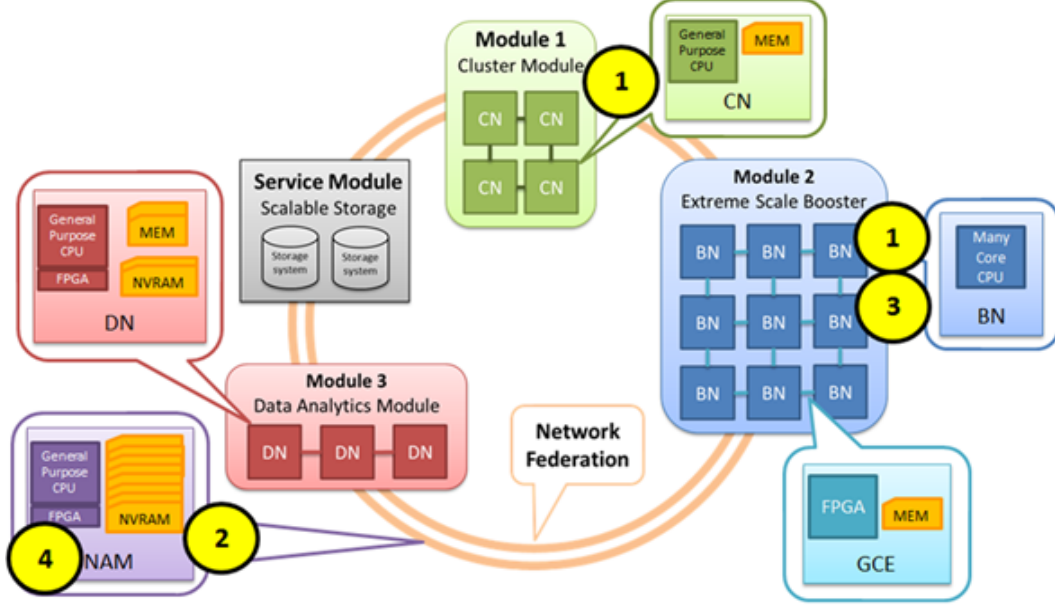 Module 1
Cluster Module
CN CN
CN CN
1
General
Purpose
CPU
MEM
CN
Service Module
Scalable Storage
Storage
system
Storage
system
Module 2
Extreme Scale Booster
BN BN BN
BN BN BN
BN BN BN
1
3
Many
Core
CPU
BN
General
Purpose
CPU
FPGA
MEM
NVRAM
DN
Module 3
Data Analytics Module
DN DN DN
Network
Federation
General
Purpose
CPU
FPGA
NVRAM
4
NAM
2
FPGA
MEM
GCE